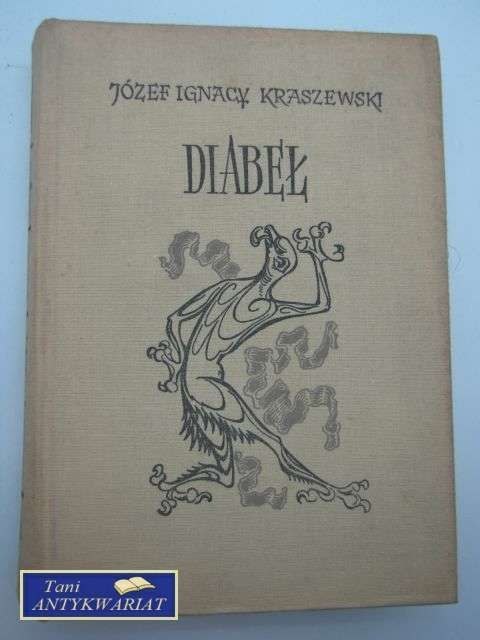 JÓZEF IGNACY KRASZEWSKI
DIABEŁ
Tani
ANTYKWARIAT